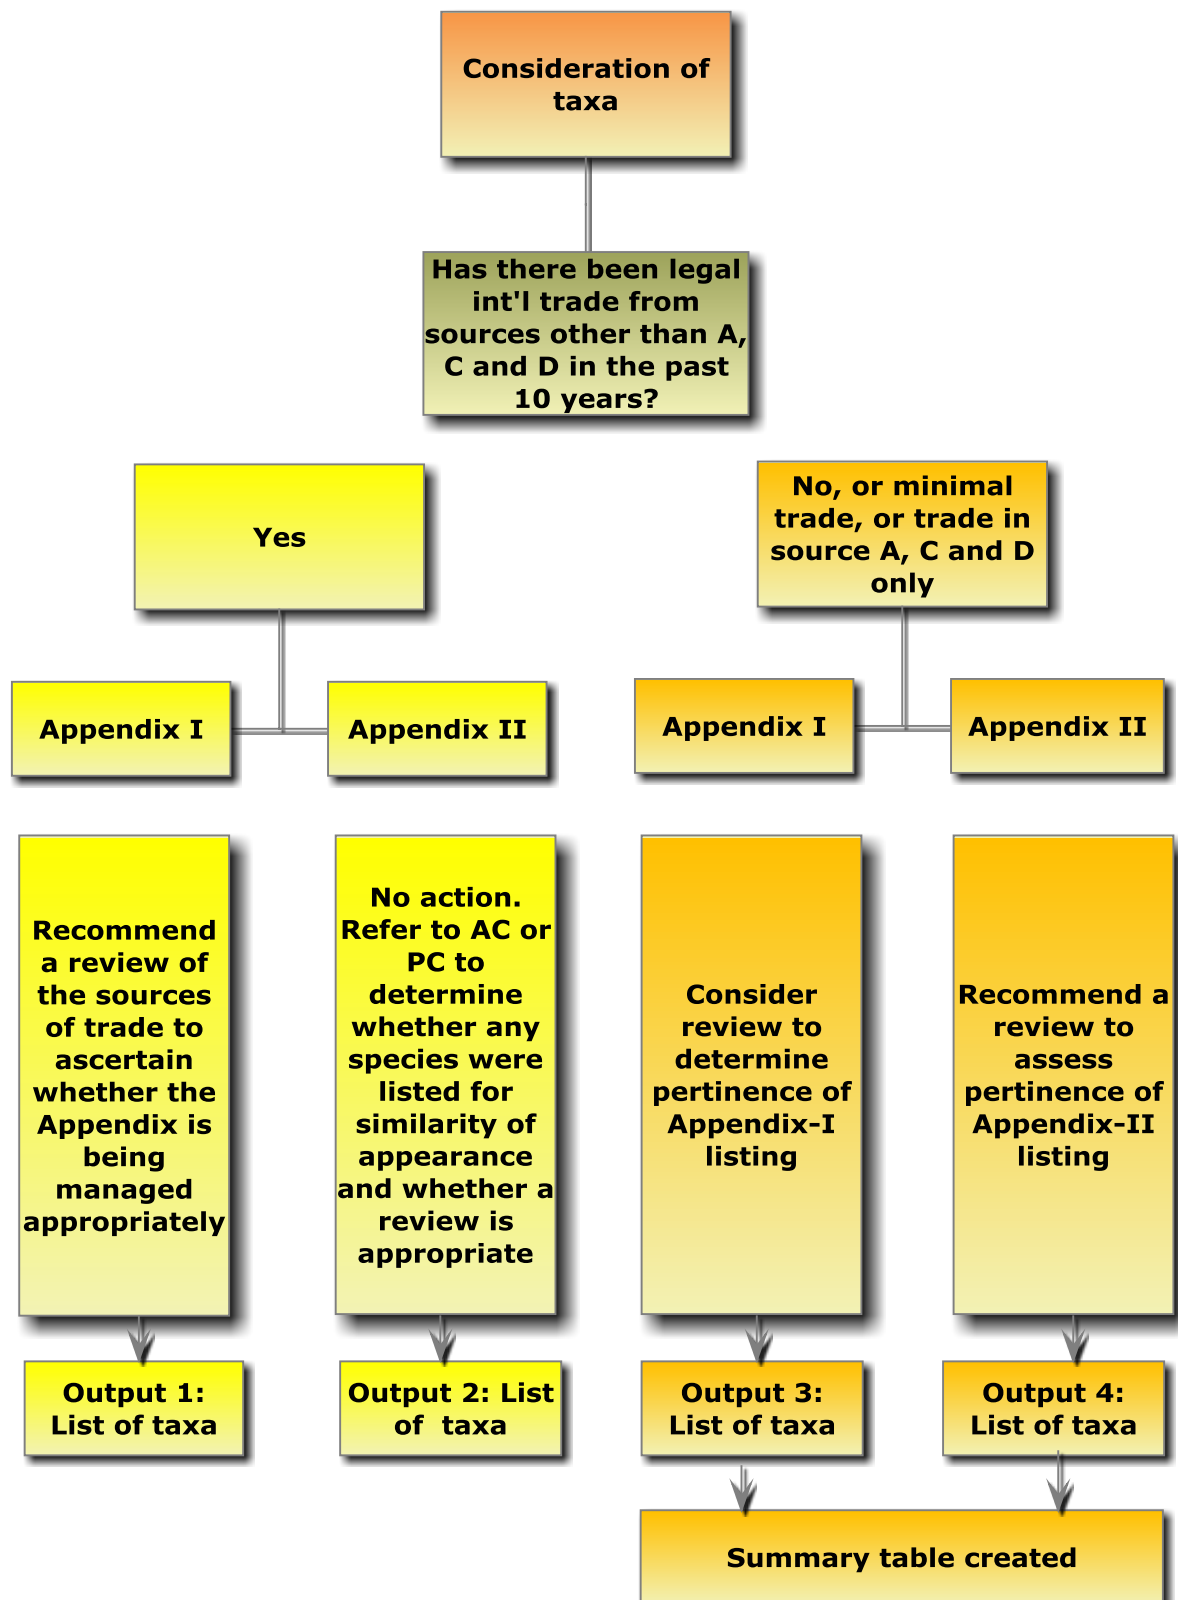 Consideration of
taxa
Has there been legal
int'l trade from
sources other than A,
C and D in the past
10 years?
Yes
No, or minimal
trade, or trade in
source A, C and D
only
Appendix I
Appendix II
Appendix I
Appendix II
Recommend
a review of
the sources
of trade to
ascertain
whether the
Appendix is
being
managed
appropriately
No action.
Refer to AC or
PC to
determine
whether any
species were
listed for
similarity of
appearance
and whether a
review is
appropriate
Consider
review to
determine
pertinence of
Appendix-I
listing
Recommend a
review to
assess
pertinence of
Appendix-II
listing
Output 1:
List of taxa
Output 2: List
of  taxa
Output 3:
List of taxa
Output 4:
List of taxa
Summary table created